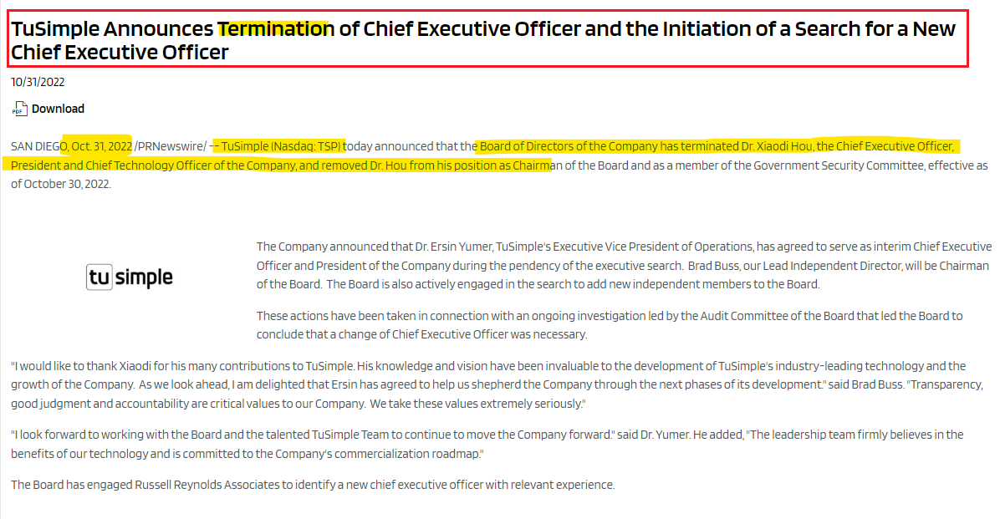 TuSimple Announces Termination of Chief Executive Officer and the Initiation of a Search for a New
Chief Executive Officer
10/31/2022
PDF Download
SAN DIEGO, Oct. 31, 2022 /PRNewswire/ -- TuSimple (Nasdaq: TSP) today announced that the Board of Directors of the Company has terminated Dr. Xiaodi Hou, the Chief Executive Officer,
President and Chief Technology Officer of the Company, and removed Dr. Hou from his position as Chairman of the Board and as a member of the Government Security Committee, effective as
of October 30, 2022.
The Company announced that Dr. Ersin Yumer, TuSimple's Executive Vice President of Operations, has agreed to serve as interim Chief Executive
Officer and President of the Company during the pendency of the executive search. Brad Buss, our Lead Independent Director, will be Chairman
of the Board. The Board is also actively engaged in the search to add new independent members to the Board.
tu simple
These actions have been taken in connection with an ongoing investigation led by the Audit Committee of the Board that led the Board to
conclude that a change of Chief Executive Officer was necessary.
"I would like to thank Xiaodi for his many contributions to TuSimple. His knowledge and vision have been invaluable to the development of TuSimple's industry-leading technology and the
growth of the Company. As we look ahead, I am delighted that Ersin has agreed to help us shepherd the Company through the next phases of its development." said Brad Buss. "Transparency,
good judgment and accountability are critical values to our Company. We take these values extremely seriously."
"I look forward to working with the Board and the talented TuSimple Team to continue to move the Company forward." said Dr. Yumer. He added, "The leadership team firmly believes in the
benefits of our technology and is committed to the Company's commercialization roadmap."
The Board has engaged Russell Reynolds Associates to identify a new chief executive officer with relevant experience.